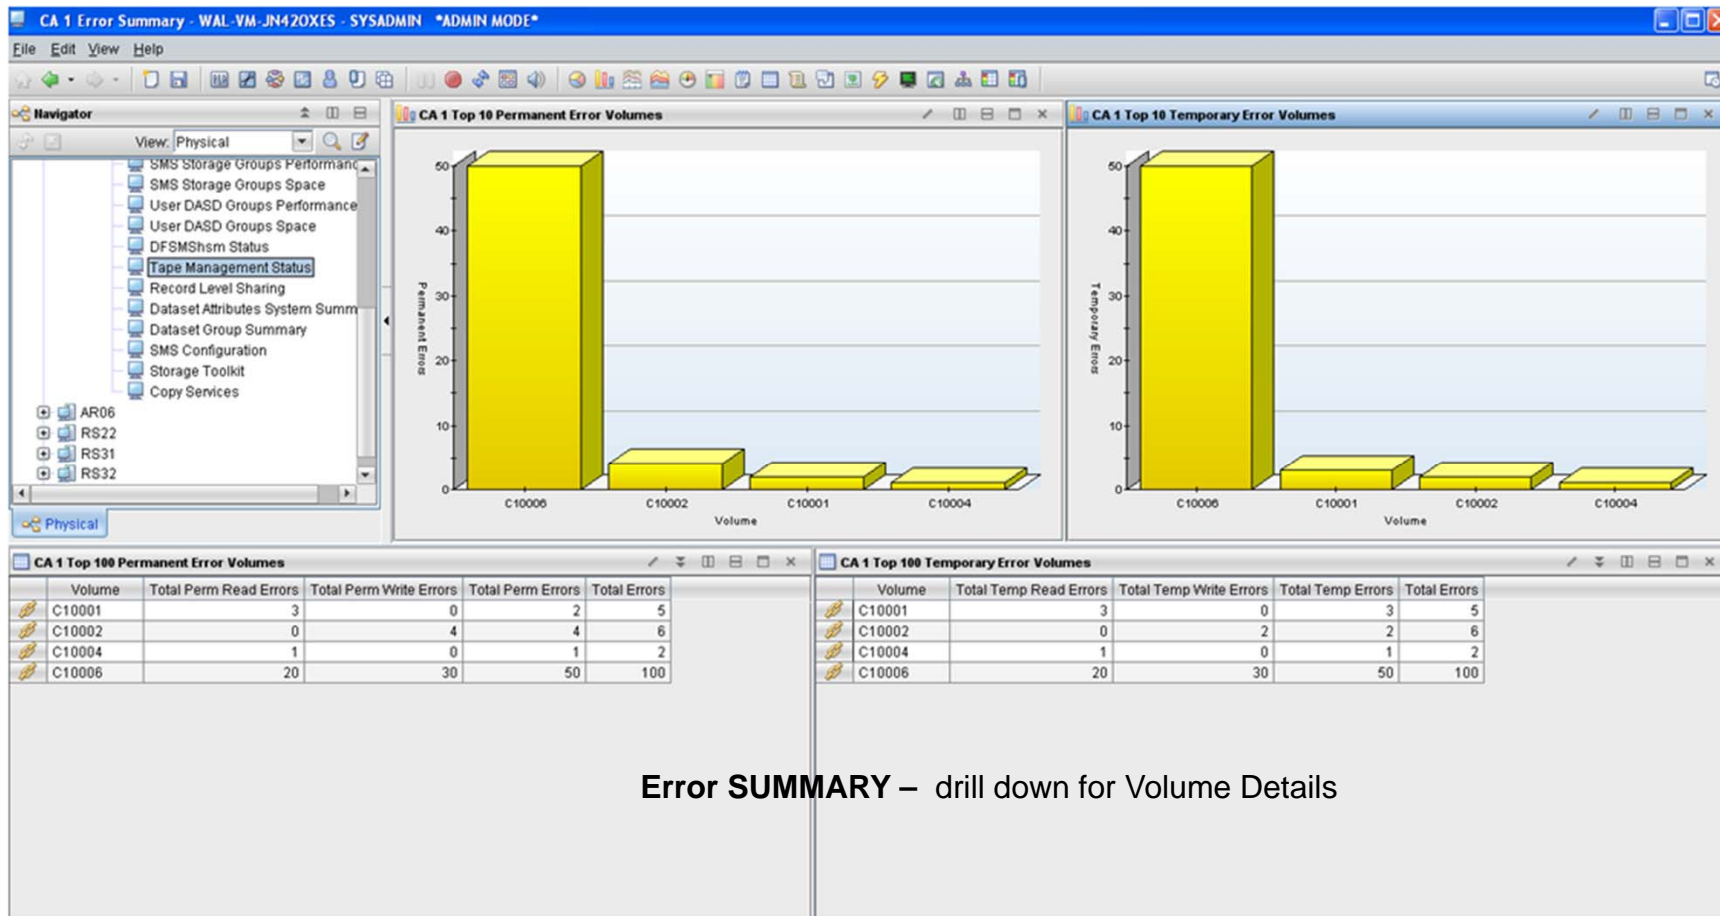 CA 1 Error Summary - WAL-VM-JN42OXES - SYSADMIN *ADMIN MODE*
File Edit View Help
Navigator
View: Physical
SMS Storage Groups Performanc
SMS Storage Groups Space
User DASD Groups Performance
User DASD Groups Space
DFSMShsm Status
Tape Management Status
Record Level Sharing
Dataset Attributes System Summ
Dataset Group Summary
SMS Configuration
Storage Toolkit
Copy Services
AR06
RS22
RS31
RS32
Physical
CA 1 Top 10 Permanent Error Volumes
Permanent Errors
50
40
30
20
10
0
C10006 C10002 C10001 C10004
Volume
CA 1 Top 10 Temporary Error Volumes
Temporary Errors
50
40
30
20
10
0
C10006 C10001 C10002 C10004
Volume
CA 1 Top 100 Permanent Error Volumes
Volume Total Perm Read Errors Total Perm Write Errors Total Perm Errors Total Errors
C10001 3 0 2 5
C10002 0 4 4 6
C10004 1 0 1 2
C10006 20 30 50 100
CA 1 Top 100 Temporary Error Volumes
Volume Total Temp Read Errors Total Temp Write Errors Total Temp Errors Total Errors
C10001 3 0 3 5
C10002 0 2 2 6
C10004 1 0 1 2
C10006 20 30 50 100
Error SUMMARY – drill down for Volume Details